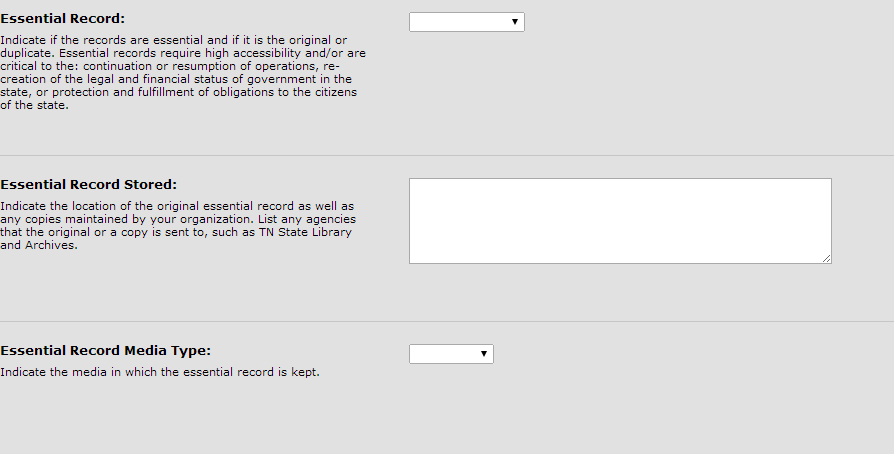 Essential Record:
Indicate if the records are essential and if it is the original or
duplicate. Essential records require high accessibility and/or are
critical to the: continuation or resumption of operations, re-
creation of the legal and financial status of government in the
state, or protection and fulfillment of obligations to the citizens
of the state.
Essential Record Stored:
Indicate the location of the original essential record as well as
any copies maintained by your organization. List any agencies
that the original or a copy is sent to, such as TN State Library
and Archives.
Essential Record Media Type:
Indicate the media in which the essential record is kept.